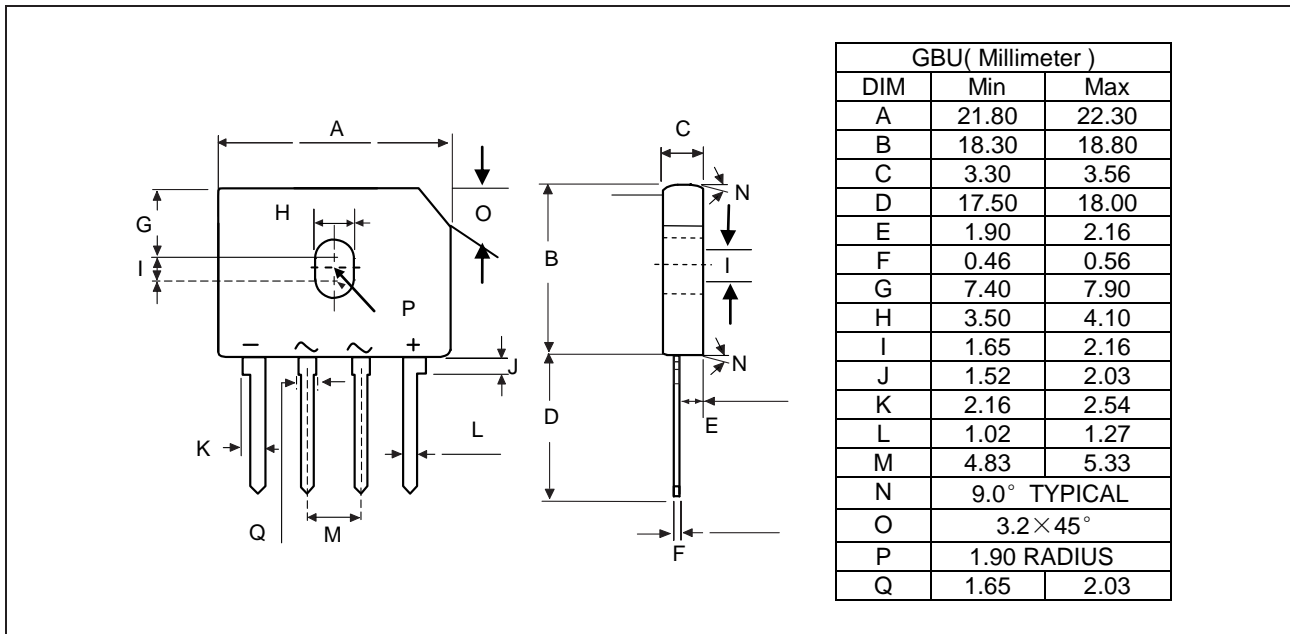 A
G
H
O
I
P
− ~ ~ +
J
K
L
Q
M
C
N
B
I
N
D
E
F
GBU( Millimeter )
DIM Min Max
A 21.80 22.30
B 18.30 18.80
C 3.30 3.56
D 17.50 18.00
E 1.90 2.16
F 0.46 0.56
G 7.40 7.90
H 3.50 4.10
I 1.65 2.16
J 1.52 2.03
K 2.16 2.54
L 1.02 1.27
M 4.83 5.33
N 9.0° TYPICAL
O 3.2×45°
P 1.90 RADIUS
Q 1.65 2.03